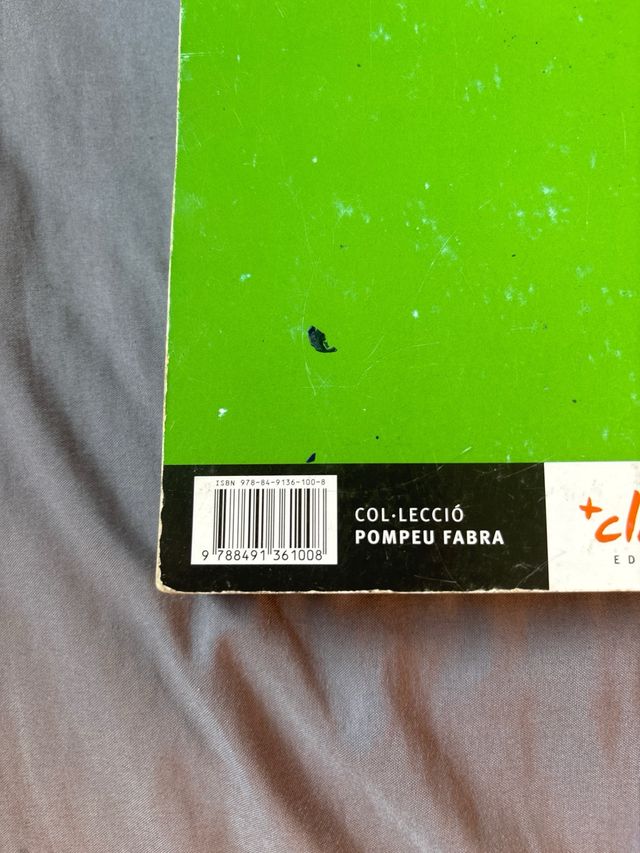 ISBN 978-84-9136-100-8
9 788491 361008
COL·LECCIÓ
POMPEU FABRA